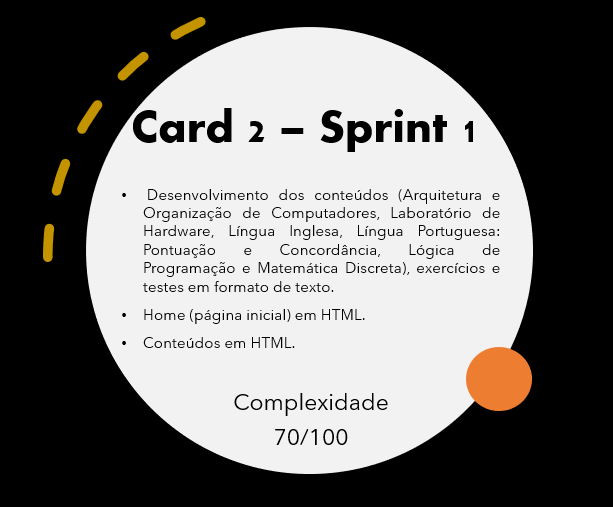 Card 2 – Sprint 1
• Desenvolvimento dos conteúdos (Arquitetura e
Organização de Computadores, Laboratório de
Hardware, Língua Inglesa, Língua Portuguesa:
Pontuação e Concordância, Lógica de
Programação e Matemática Discreta), exercícios e
testes em formato de texto.
• Home (página inicial) em HTML.
• Conteúdos em HTML.
Complexidade
70/100